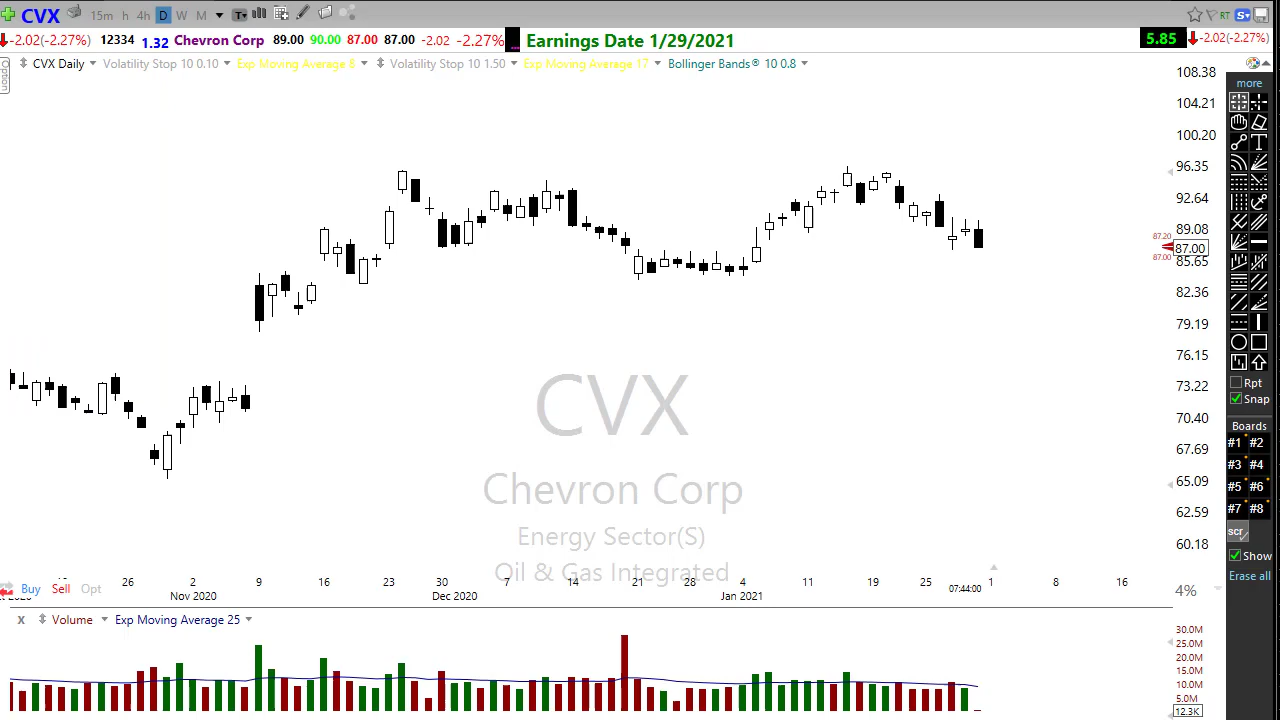 CVX 15m h 4h D W M T RT S
-2.02(-2.27%) 12334 1.32 Chevron Corp 89.00 90.00 87.00 87.00 -2.02 -2.27% Earnings Date 1/29/2021 5.85 -2.02(-2.27%)
Option
CVX Daily Volatility Stop 10 0.10 Exp Moving Average 8 Volatility Stop 10 1.50 Exp Moving Average 17 Bollinger Bands® 10 0.8
108.38
104.21
100.20
96.35
92.64
89.08
87.20
87.00
87.00
85.65
82.36
79.19
76.15
73.22
70.40
67.69
65.09
62.59
60.18
more
T
Rpt
Snap
Boards
#1 #2
#3 #4
#5 #6
#7 #8
scr
Show
Erase all
CVX
Chevron Corp
Energy Sector(S)
Oil & Gas Integrated
26 2 9 16 23 30 7 14 21 28 4 11 19 25 1 8 16
Buy Sell Opt
07:44:00
4%
2020 Nov 2020 Dec 2020 Jan 2021
x Volume Exp Moving Average 25
30.0M
25.0M
20.0M
15.0M
10.0M
5.0M
12.3K